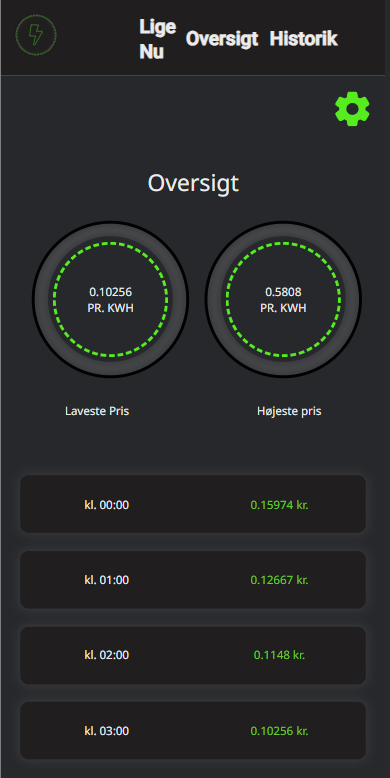 Lige
Nu
Oversigt
Historik
Oversigt
0.10256
PR. KWH
0.5808
PR. KWH
Laveste Pris
Højeste pris
kl. 00:00
0.15974 kr.
kl. 01:00
0.12667 kr.
kl. 02:00
0.1148 kr.
kl. 03:00
0.10256 kr.